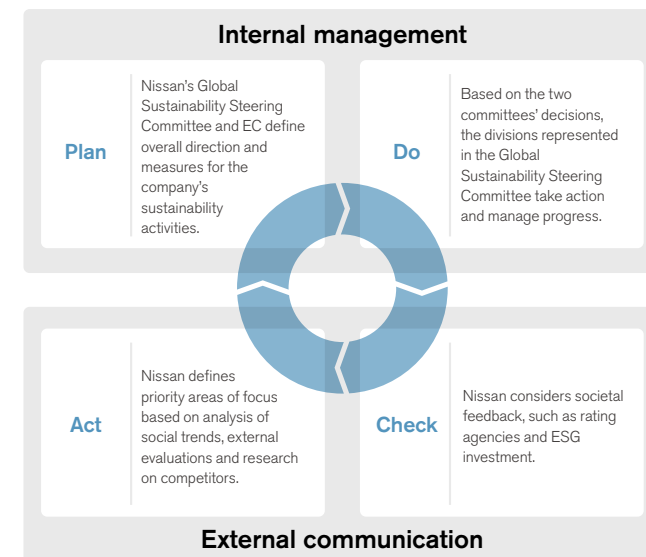 Internal management
Plan
Nissan’s Global
Sustainability Steering
Committee and EC define
overall direction and
measures for the
company’s
sustainability
activities.
Do
Based on the two
committees’ decisions,
the divisions represented
in the Global
Sustainability Steering
Committee take action
and manage progress.
Act
Nissan defines
priority areas of focus
based on analysis of
social trends, external
evaluations and research
on competitors.
Check
Nissan considers societal
feedback, such as rating
agencies and ESG
investment.
External communication